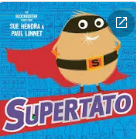 SUE HENDRA &
PAUL LINNET
S
SUPERTATO